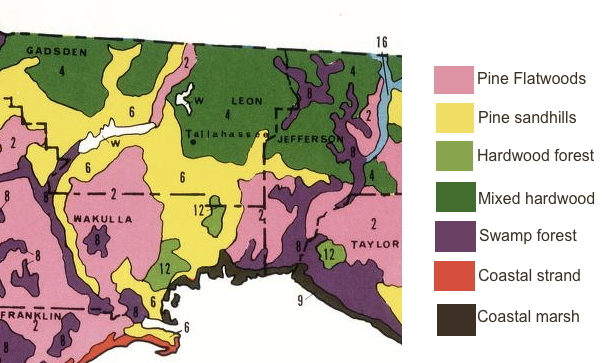 16
GADSDEN
2
4
4
8
Pine Flatwoods
6
W
LEON
2
4
Pine sandhills
Tallahassee
JEFFERSON
2
W
8
Hardwood forest
6
6
4
8
8
2
Mixed hardwood
12
2
WAKULLA
2
Swamp forest
8
8
TAYLOR
8
12
12
Coastal strand
6
9
8
FRANKLIN
Coastal marsh
2
8
6
8